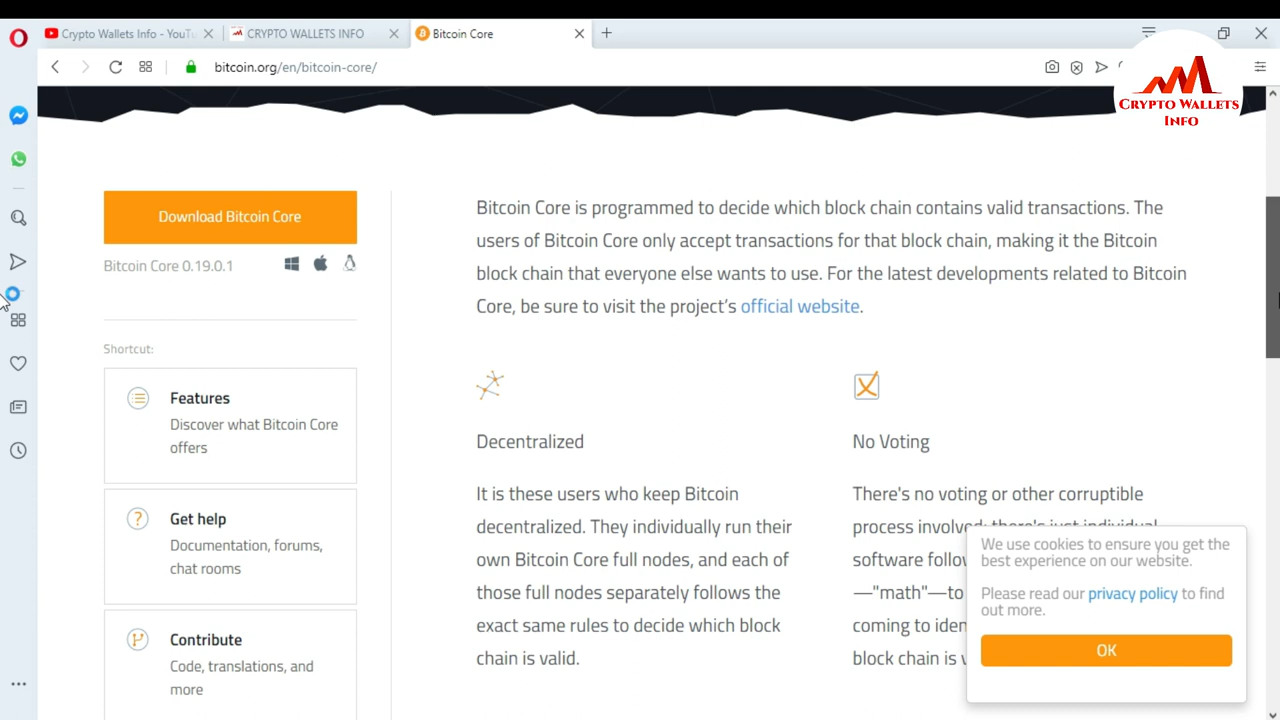 Crypto Wallets Info - YouTu
CRYPTO WALLETS INFO
Bitcoin Core
bitcoin.org/en/bitcoin-core/
CRYPTO WALLETS
INFO
Download Bitcoin Core
Bitcoin Core 0.19.0.1
Shortcut:
Features
Discover what Bitcoin Core
offers
Get help
Documentation, forums,
chat rooms
Contribute
Code, translations, and
more
Bitcoin Core is programmed to decide which block chain contains valid transactions. The
users of Bitcoin Core only accept transactions for that block chain, making it the Bitcoin
block chain that everyone else wants to use. For the latest developments related to Bitcoin
Core, be sure to visit the project's official website.
Decentralized
It is these users who keep Bitcoin
decentralized. They individually run their
own Bitcoin Core full nodes, and each of
those full nodes separately follows the
exact same rules to decide which block
chain is valid.
No Voting
There's no voting or other corruptible
process involved: there's just individual
software follow
—"math"—to
coming to iden
block chain is v
We use cookies to ensure you get the
best experience on our website.
Please read our privacy policy to find
out more.
OK